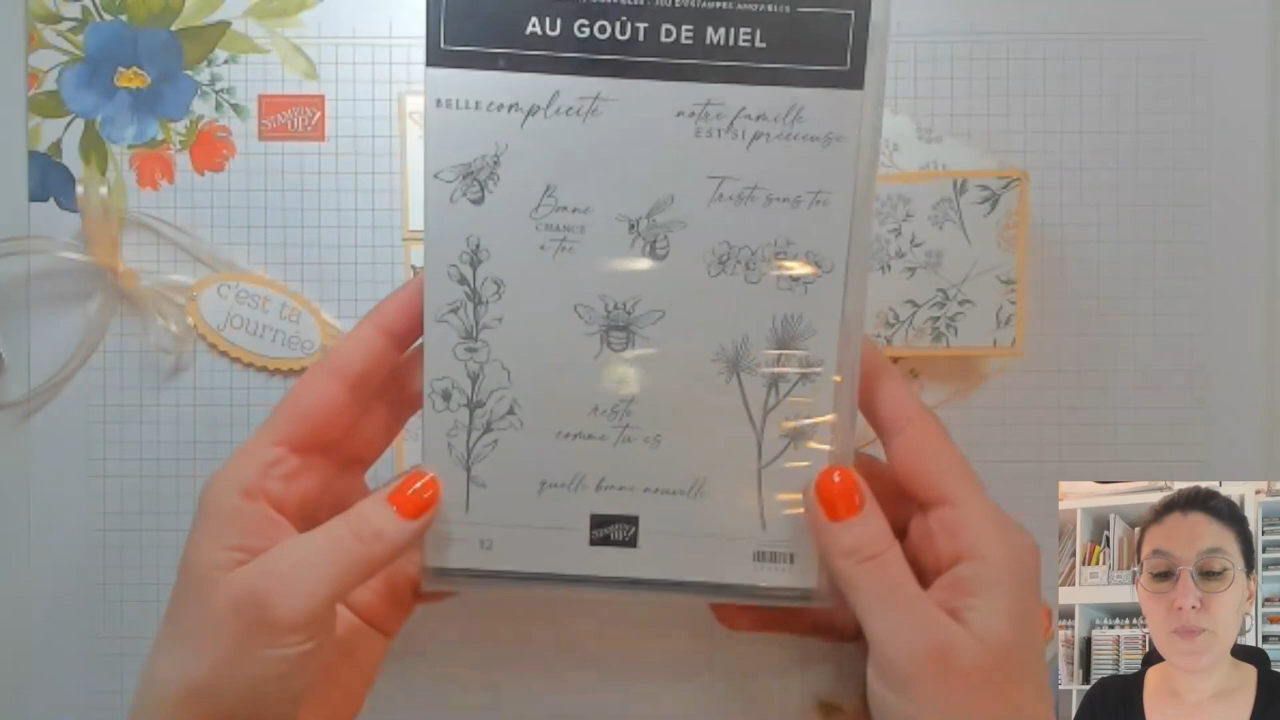 AU GOÛT DE MIEL
BELLE complicité
notre famille
EST SI précieuse
STAMPIN' UP!
Bonne
CHANCE
à toi
Triste sans toi
c'est ta
journée
reste
comme tu es
quelle bonne nouvelle
STAMPIN' UP!
12